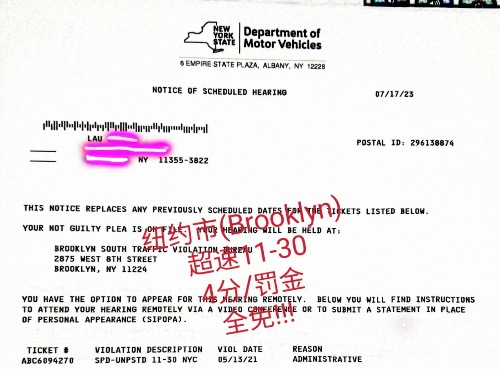 NEW
YORK
STATE
Department of
Motor Vehicles
6 EMPIRE STATE PLAZA, ALBANY, NY 12228
NOTICE OF SCHEDULED HEARING 07/17/23
LAU
POSTAL ID: 296138874
NY 11355-3822
THIS NOTICE REPLACES ANY PREVIOUSLY SCHEDULED DATES FOR THE TICKETS LISTED BELOW.
YOUR NOT GUILTY PLEA IS ON FILE. YOUR HEARING WILL BE HELD AT:
BROOKLYN SOUTH TRAFFIC VIOLATION BUREAU
2875 WEST 8TH STREET
BROOKLYN, NY 11224
纽约市(Brooklyn)
超速11-30
4分/罚金
全免!!!
YOU HAVE THE OPTION TO APPEAR FOR THIS HEARING REMOTELY. BELOW YOU WILL FIND INSTRUCTIONS
TO ATTEND YOUR HEARING REMOTELY VIA A VIDEO CONFERENCE OR TO SUBMIT A STATEMENT IN PLACE
OF PERSONAL APPEARANCE (SIPOPA).
TICKET # VIOLATION DESCRIPTION VIOL DATE REASON
ABC6094270 SPD-UNPSTD 11-30 NYC 05/13/21 ADMINISTRATIVE